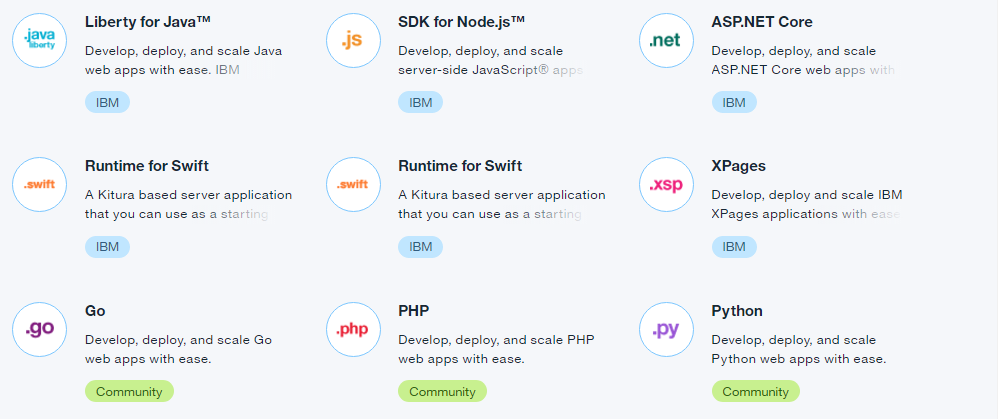 .java
liberty
Liberty for Java™
Develop, deploy, and scale Java
web apps with ease. IBM
IBM
.js
SDK for Node.js™
Develop, deploy, and scale
server-side JavaScript® apps
IBM
.net
ASP.NET Core
Develop, deploy, and scale
ASP.NET Core web apps with
IBM
.swift
Runtime for Swift
A Kitura based server application
that you can use as a starting
IBM
.swift
Runtime for Swift
A Kitura based server application
that you can use as a starting
IBM
.xsp
XPages
Develop, deploy and scale IBM
XPages applications with ease.
IBM
.go
Go
Develop, deploy, and scale Go
web apps with ease.
Community
.php
PHP
Develop, deploy, and scale PHP
web apps with ease.
Community
.py
Python
Develop, deploy, and scale
Python web apps with ease.
Community